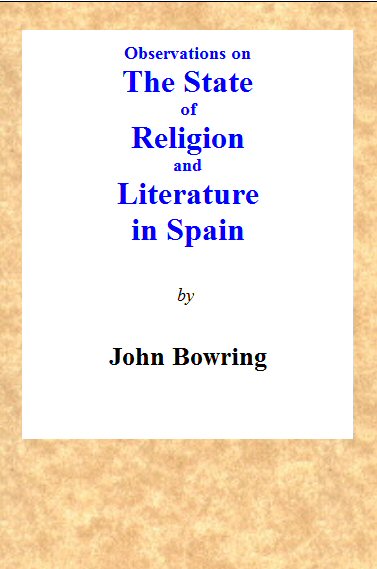 Observations on
The State
of
Religion
and
Literature
in Spain
by
John Bowring